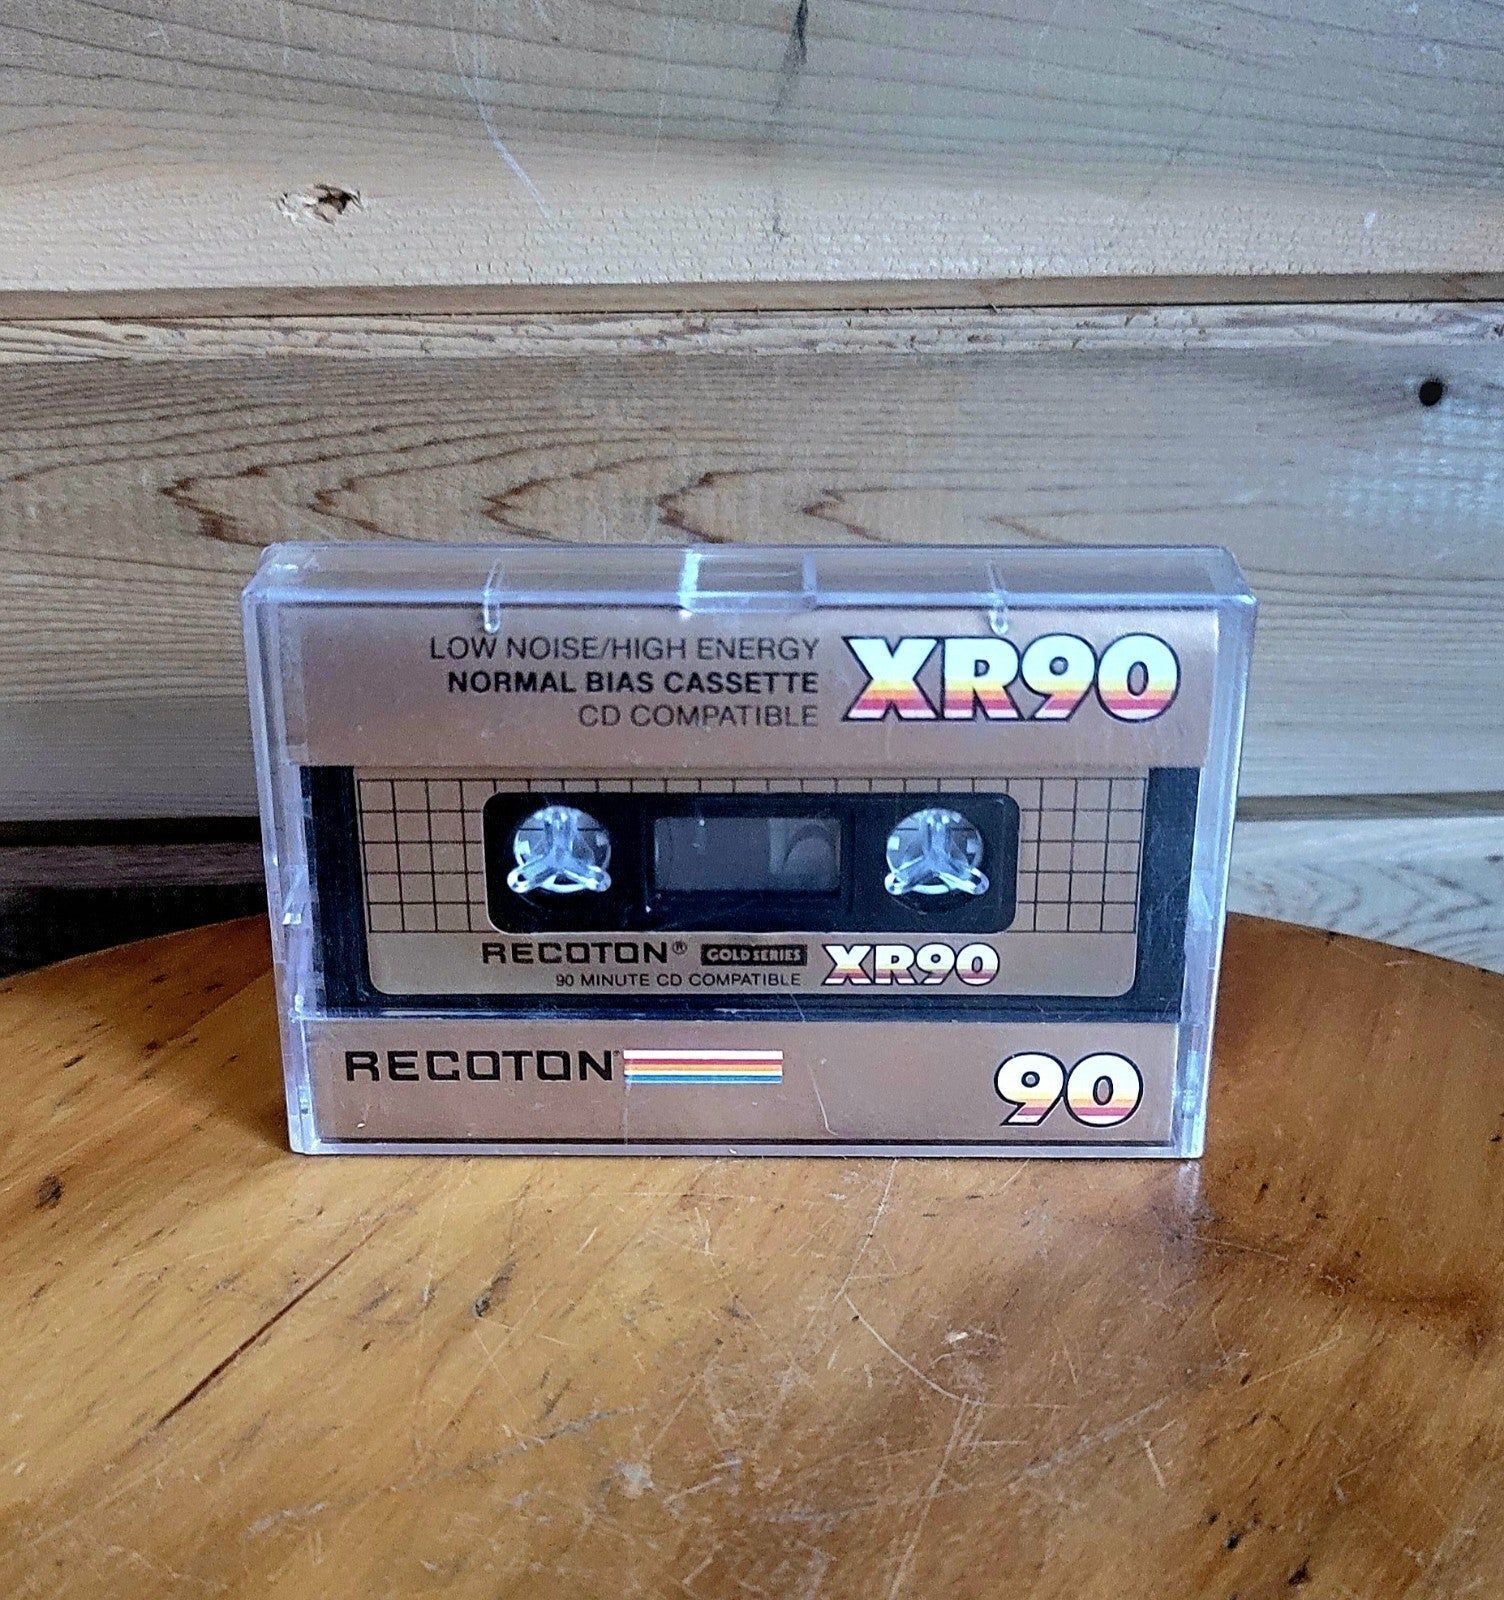 LOW NOISE/HIGH ENERGY
NORMAL BIAS CASSETTE
CD COMPATIBLE
XR90
RECOTON® GOLD SERIES XR90
90 MINUTE CD COMPATIBLE
RECOTON
90